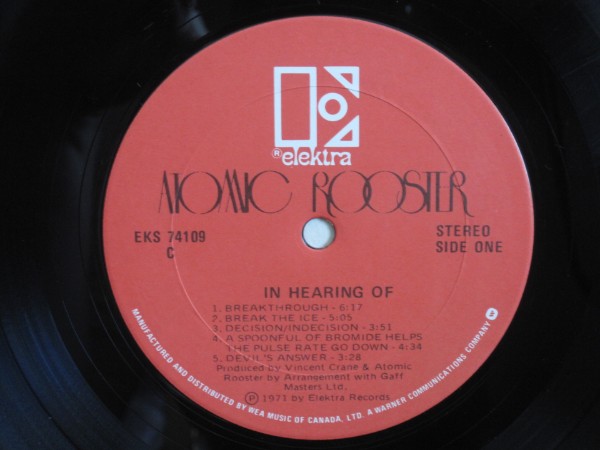 ® elektra
ATOMIC ROOSTER
EKS 74109
C
STEREO
SIDE ONE
IN HEARING OF
1. BREAKTHROUGH - 6:17
2. BREAK THE ICE - 5:05
3. DECISION/INDECISION - 3:51
4. A SPOONFUL OF BROMIDE HELPS
THE PULSE RATE GO DOWN - 4:34
5. DEVIL'S ANSWER - 3:28
Produced by Vincent Crane & Atomic
Rooster by Arrangement with Gaff
Masters Ltd.
Ⓟ 1971 by Elektra Records
MANUFACTURED AND DISTRIBUTED BY WEA MUSIC OF CANADA, LTD. A WARNER COMMUNICATIONS COMPANY